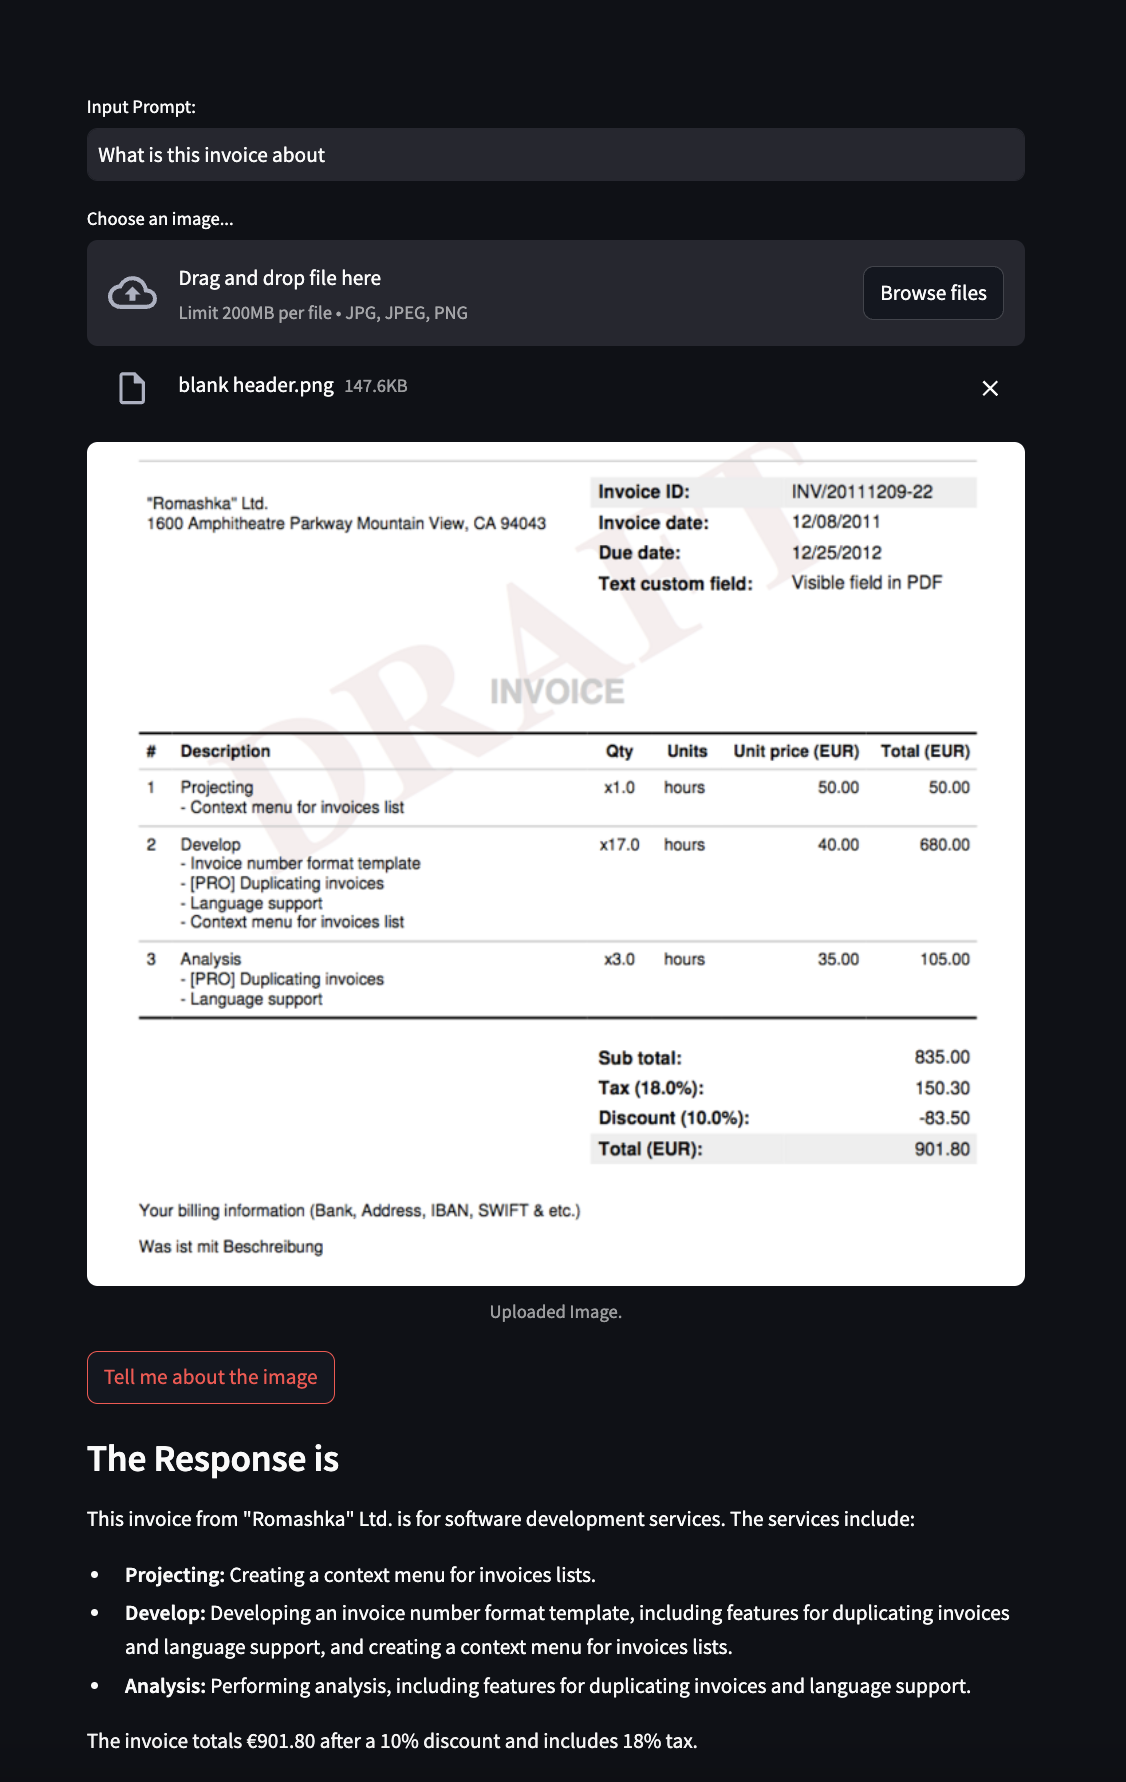 Input Prompt:
What is this invoice about
Choose an image...
Drag and drop file here
Limit 200MB per file • JPG, JPEG, PNG
Browse files
blank header.png 147.6KB
"Romashka" Ltd.
1600 Amphitheatre Parkway Mountain View, CA 94043
Invoice ID: INV/20111209-22
Invoice date: 12/08/2011
Due date: 12/25/2012
Text custom field: Visible field in PDF
DRAFT
INVOICE
# Description Qty Units Unit price (EUR) Total (EUR)
1 Projecting x1.0 hours 50.00 50.00
- Context menu for invoices list
2 Develop x17.0 hours 40.00 680.00
- Invoice number format template
- [PRO] Duplicating invoices
- Language support
- Context menu for invoices list
3 Analysis x3.0 hours 35.00 105.00
- [PRO] Duplicating invoices
- Language support
Sub total: 835.00
Tax (18.0%): 150.30
Discount (10.0%): -83.50
Total (EUR): 901.80
Your billing information (Bank, Address, IBAN, SWIFT & etc.)
Was ist mit Beschreibung
Uploaded Image.
Tell me about the image
The Response is
This invoice from "Romashka" Ltd. is for software development services. The services include:
• Projecting: Creating a context menu for invoices lists.
• Develop: Developing an invoice number format template, including features for duplicating invoices
and language support, and creating a context menu for invoices lists.
• Analysis: Performing analysis, including features for duplicating invoices and language support.
The invoice totals €901.80 after a 10% discount and includes 18% tax.